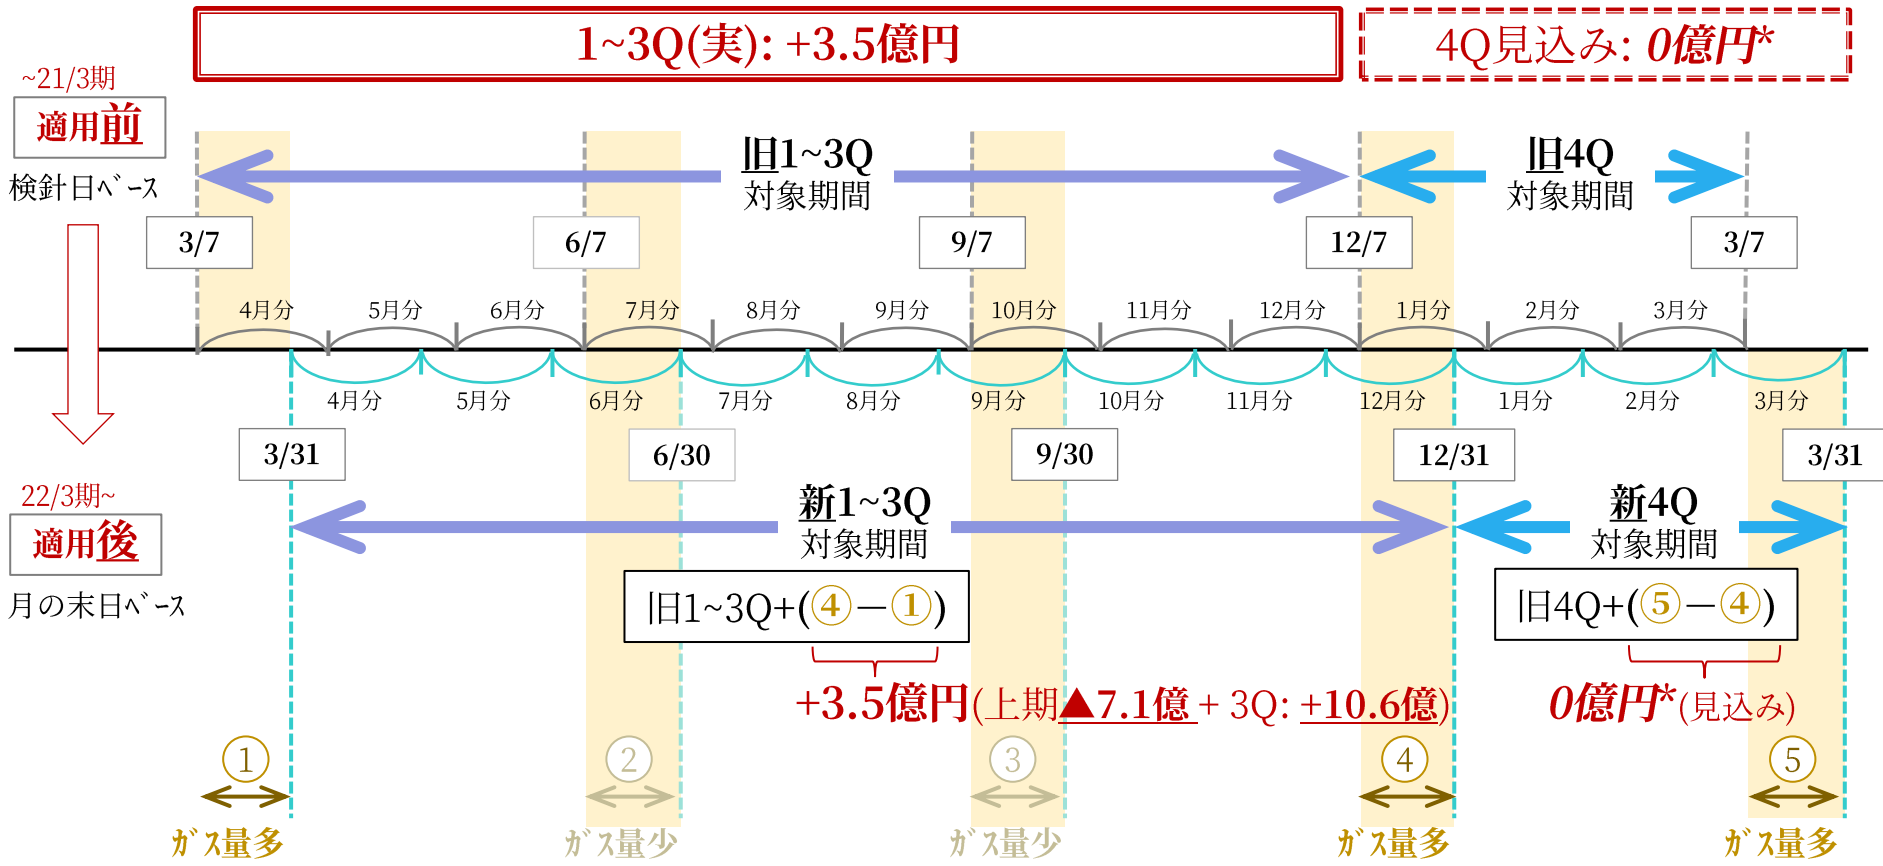 1~3Q(実): +3.5億円
4Q見込み: 0億円*
~21/3期
適用前
検針日ベース
旧1~3Q
対象期間
旧4Q
対象期間
3/7
6/7
9/7
12/7
3/7
4月分 5月分 6月分 7月分 8月分 9月分 10月分 11月分 12月分 1月分 2月分 3月分
4月分 5月分 6月分 7月分 8月分 9月分 10月分 11月分 12月分 1月分 2月分 3月分
3/31
6/30
9/30
12/31
3/31
22/3期~
適用後
月の末日ベース
新1~3Q
対象期間
新4Q
対象期間
旧1~3Q+(④－①)
旧4Q+(⑤－④)
+3.5億円(上期▲7.1億 + 3Q: +10.6億)
0億円*(見込み)
① ② ③ ④ ⑤
ガス量多 ガス量少 ガス量少 ガス量多 ガス量多